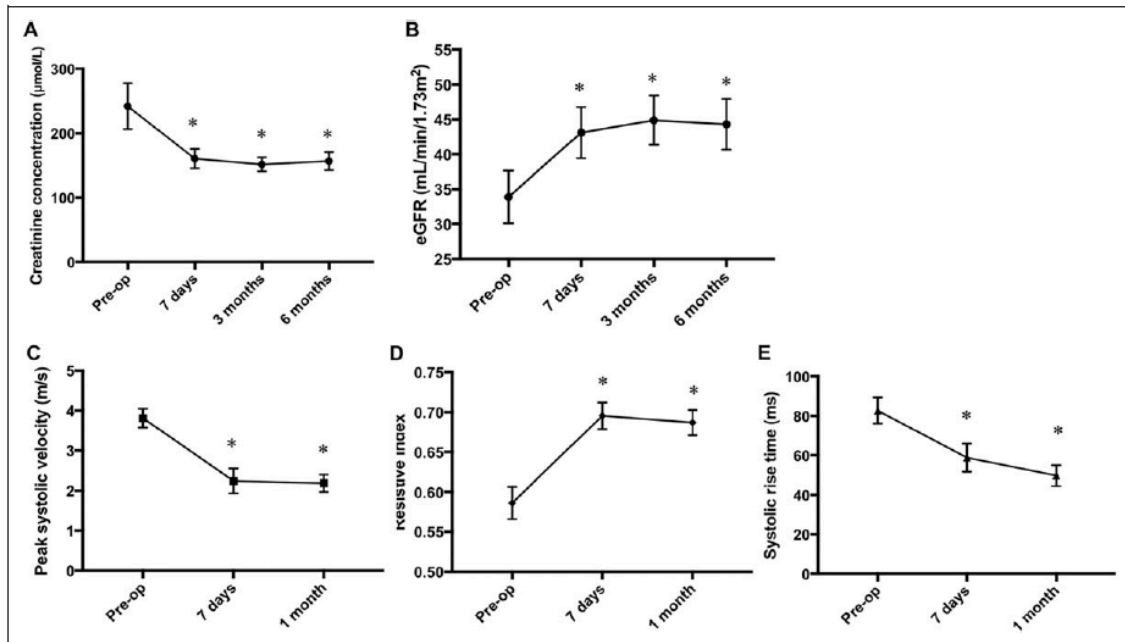 A
Creatinine concentration (μmol/L)
300
200
100
0
*
*
*
Pre-op
7 days
3 months
6 months
B
eGFR (mL/min/1.73m²)
55
50
45
40
35
30
25
*
*
*
Pre-op
7 days
3 months
6 months
C
Peak systolic velocity (m/s)
5
4
3
2
1
0
*
*
Pre-op
7 days
1 month
D
Resistive index
0.75
0.70
0.65
0.60
0.55
0.50
*
*
Pre-op
7 days
1 month
E
Systolic rise time (ms)
100
80
60
40
20
0
*
*
Pre-op
7 days
1 month